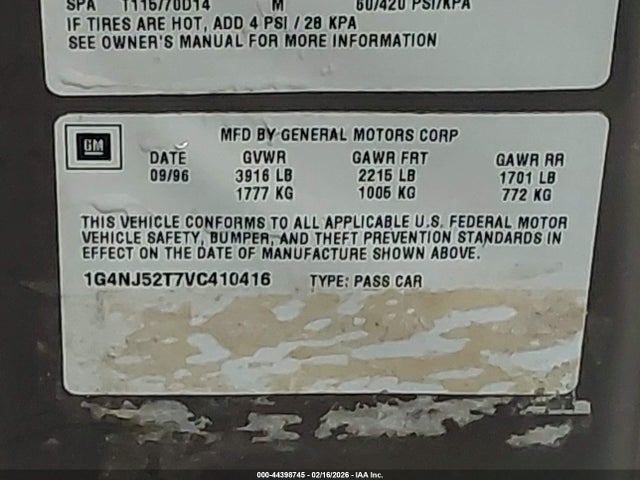 SPA T115/70D14 M 60/420 PSI/KPA
IF TIRES ARE HOT, ADD 4 PSI / 28 KPA
SEE OWNER'S MANUAL FOR MORE INFORMATION
GM
MFD BY GENERAL MOTORS CORP
DATE GVWR GAWR FRT GAWR RR
09/96 3916 LB 2215 LB 1701 LB
1777 KG 1005 KG 772 KG
THIS VEHICLE CONFORMS TO ALL APPLICABLE U.S. FEDERAL MOTOR
VEHICLE SAFETY, BUMPER, AND THEFT PREVENTION STANDARDS IN
EFFECT ON THE DATE OF MANUFACTURE SHOWN ABOVE.
1G4NJ52T7VC410416 TYPE: PASS CAR
000-44398745 - 02/16/2026 - IAA Inc.